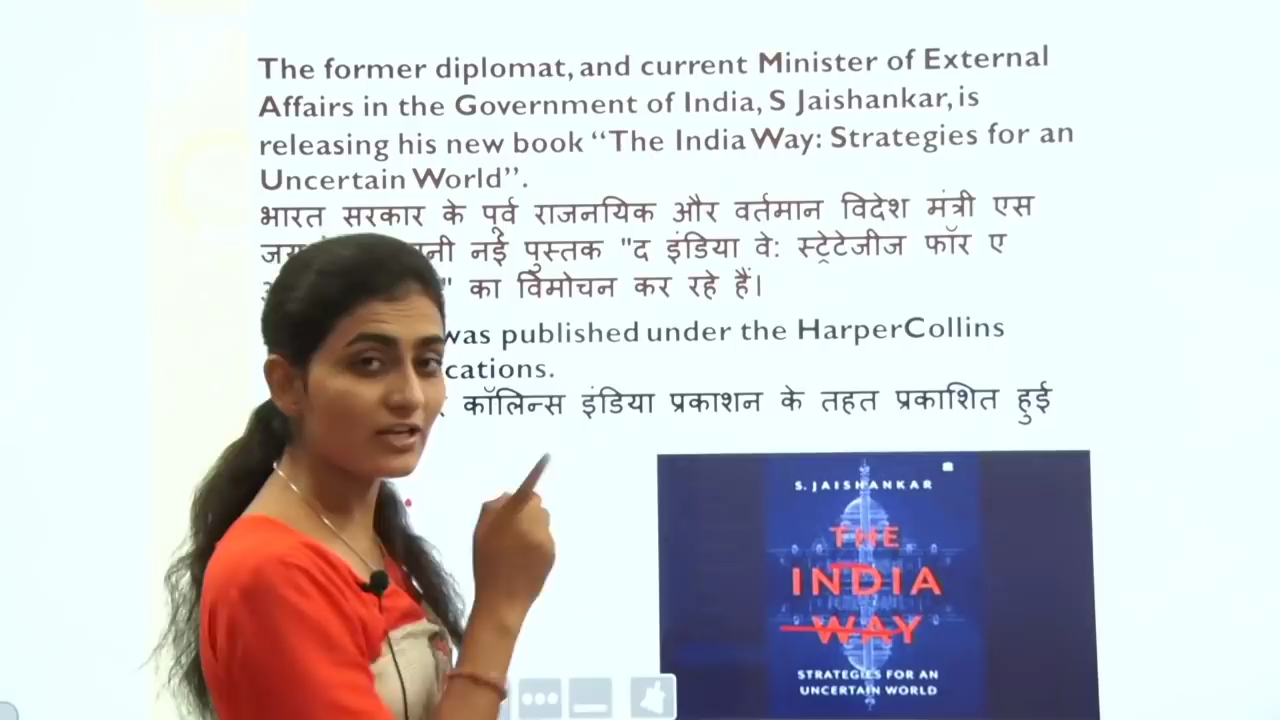 The former diplomat, and current Minister of External
Affairs in the Government of India, S Jaishankar, is
releasing his new book “The India Way: Strategies for an
Uncertain World”.
भारत सरकार के पूर्व राजनयिक और वर्तमान विदेश मंत्री एस
नई पुस्तक "द इंडिया वे: स्ट्रेटेजीज फॉर ए
" का विमोचन कर रहे हैं।
was published under the HarperCollins
कॉलिन्स इंडिया प्रकाशन के तहत प्रकाशित हुई
S. JAISHANKAR
THE
INDIA
WAY
STRATEGIES FOR AN
UNCERTAIN WORLD